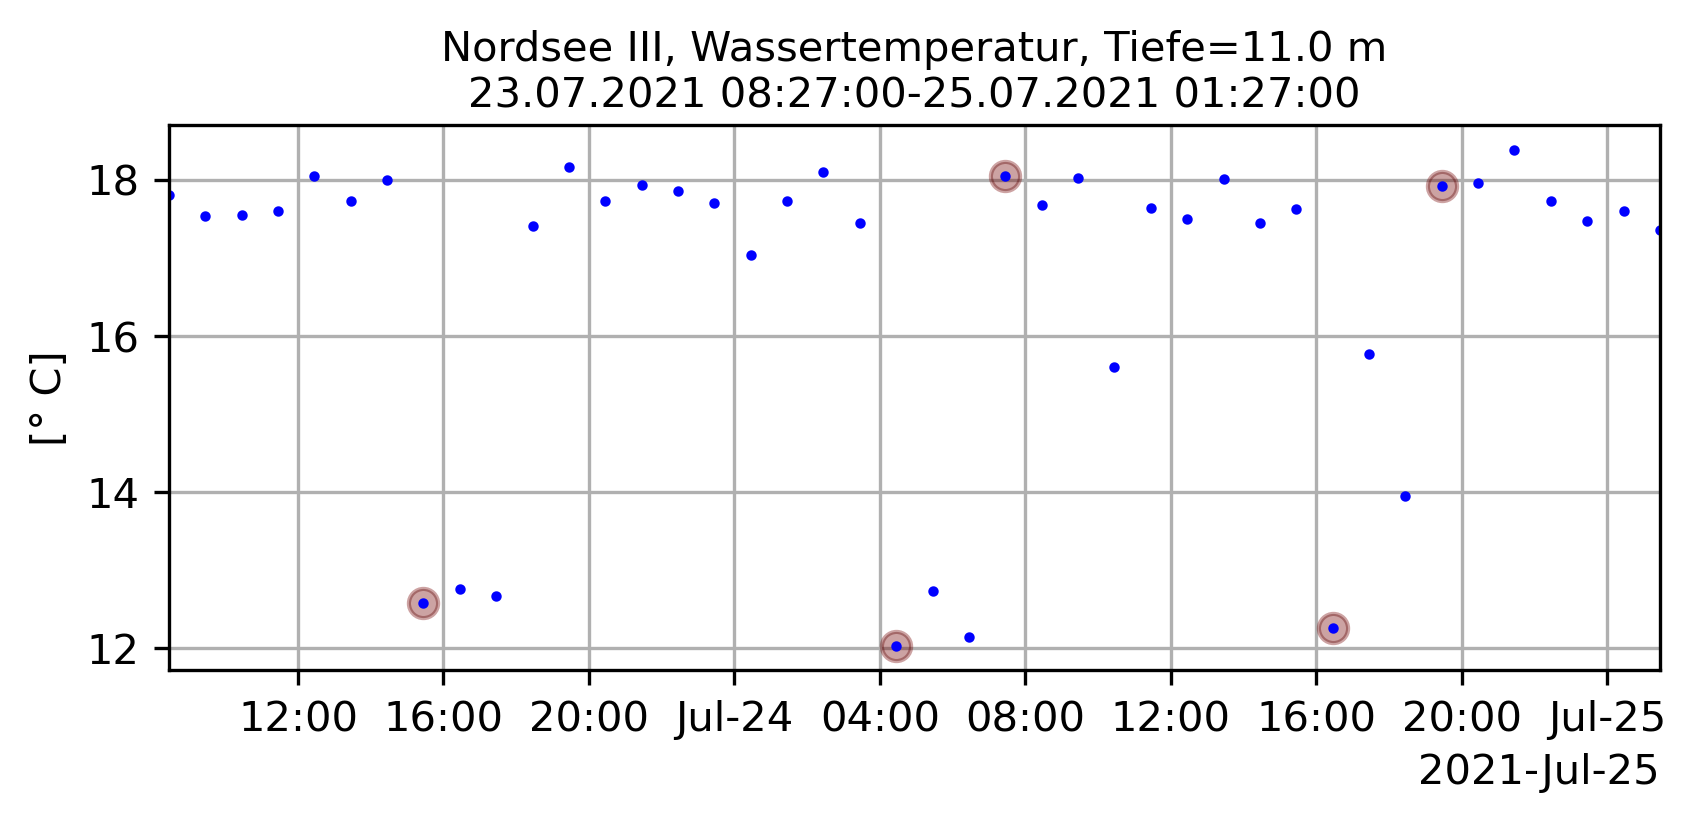 Nordsee III, Wassertemperatur, Tiefe=11.0 m
23.07.2021 08:27:00-25.07.2021 01:27:00
[° C]
18
16
14
12
12:00 16:00 20:00 Jul-24 04:00 08:00 12:00 16:00 20:00 Jul-25
2021-Jul-25